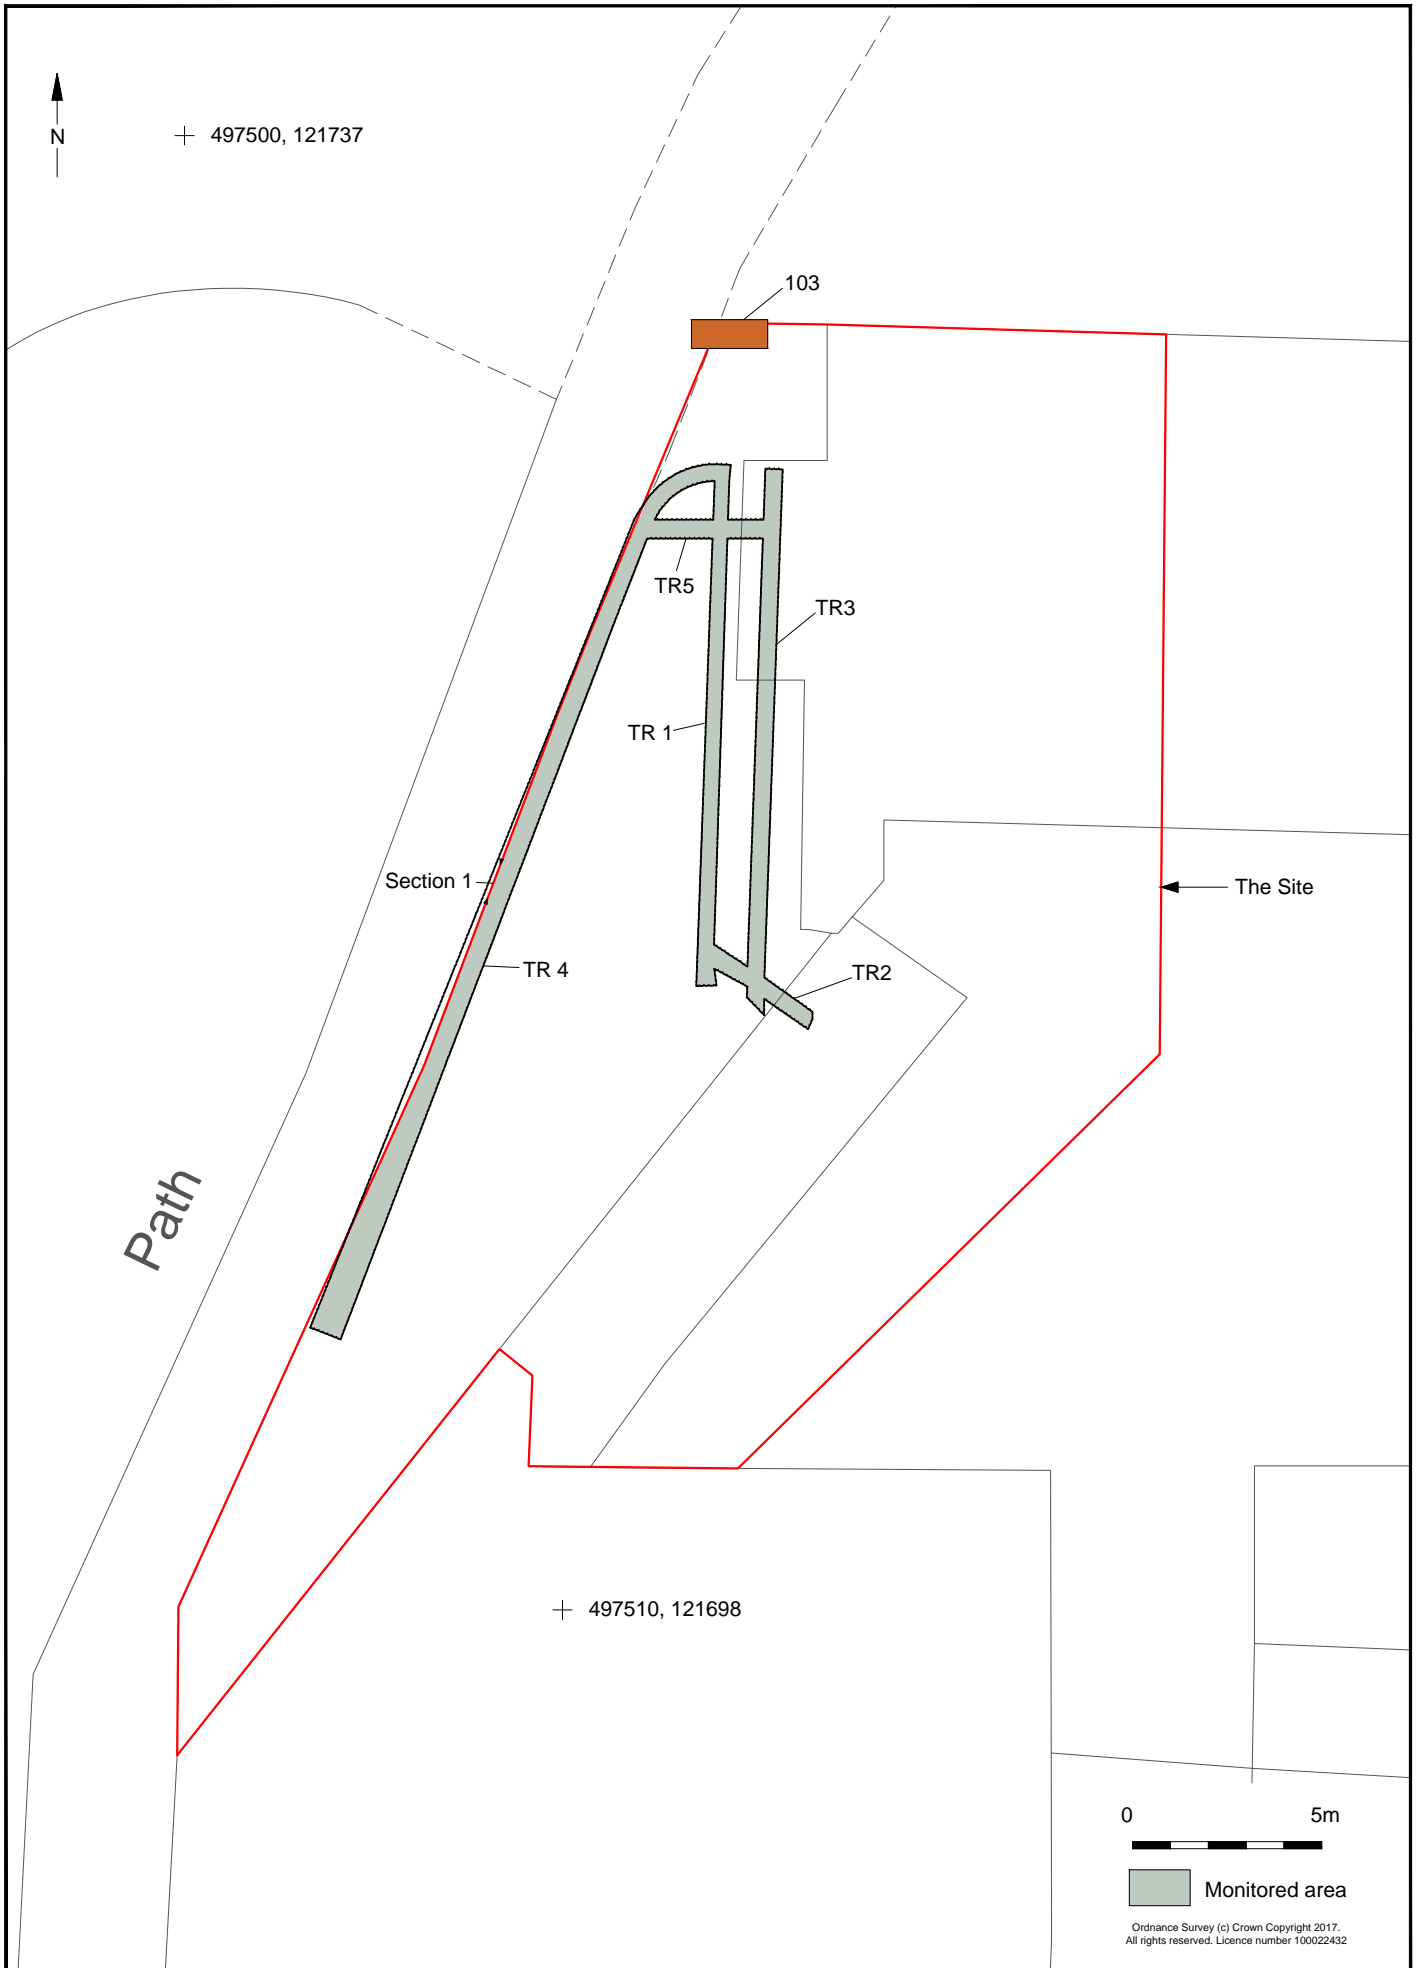 N
497500, 121737
103
TR5
TR3
TR 1
Section 1
The Site
TR 4
TR2
Path
497510, 121698
0 5m
Monitored area
Ordnance Survey (c) Crown Copyright 2017.
All rights reserved. Licence number 100022432